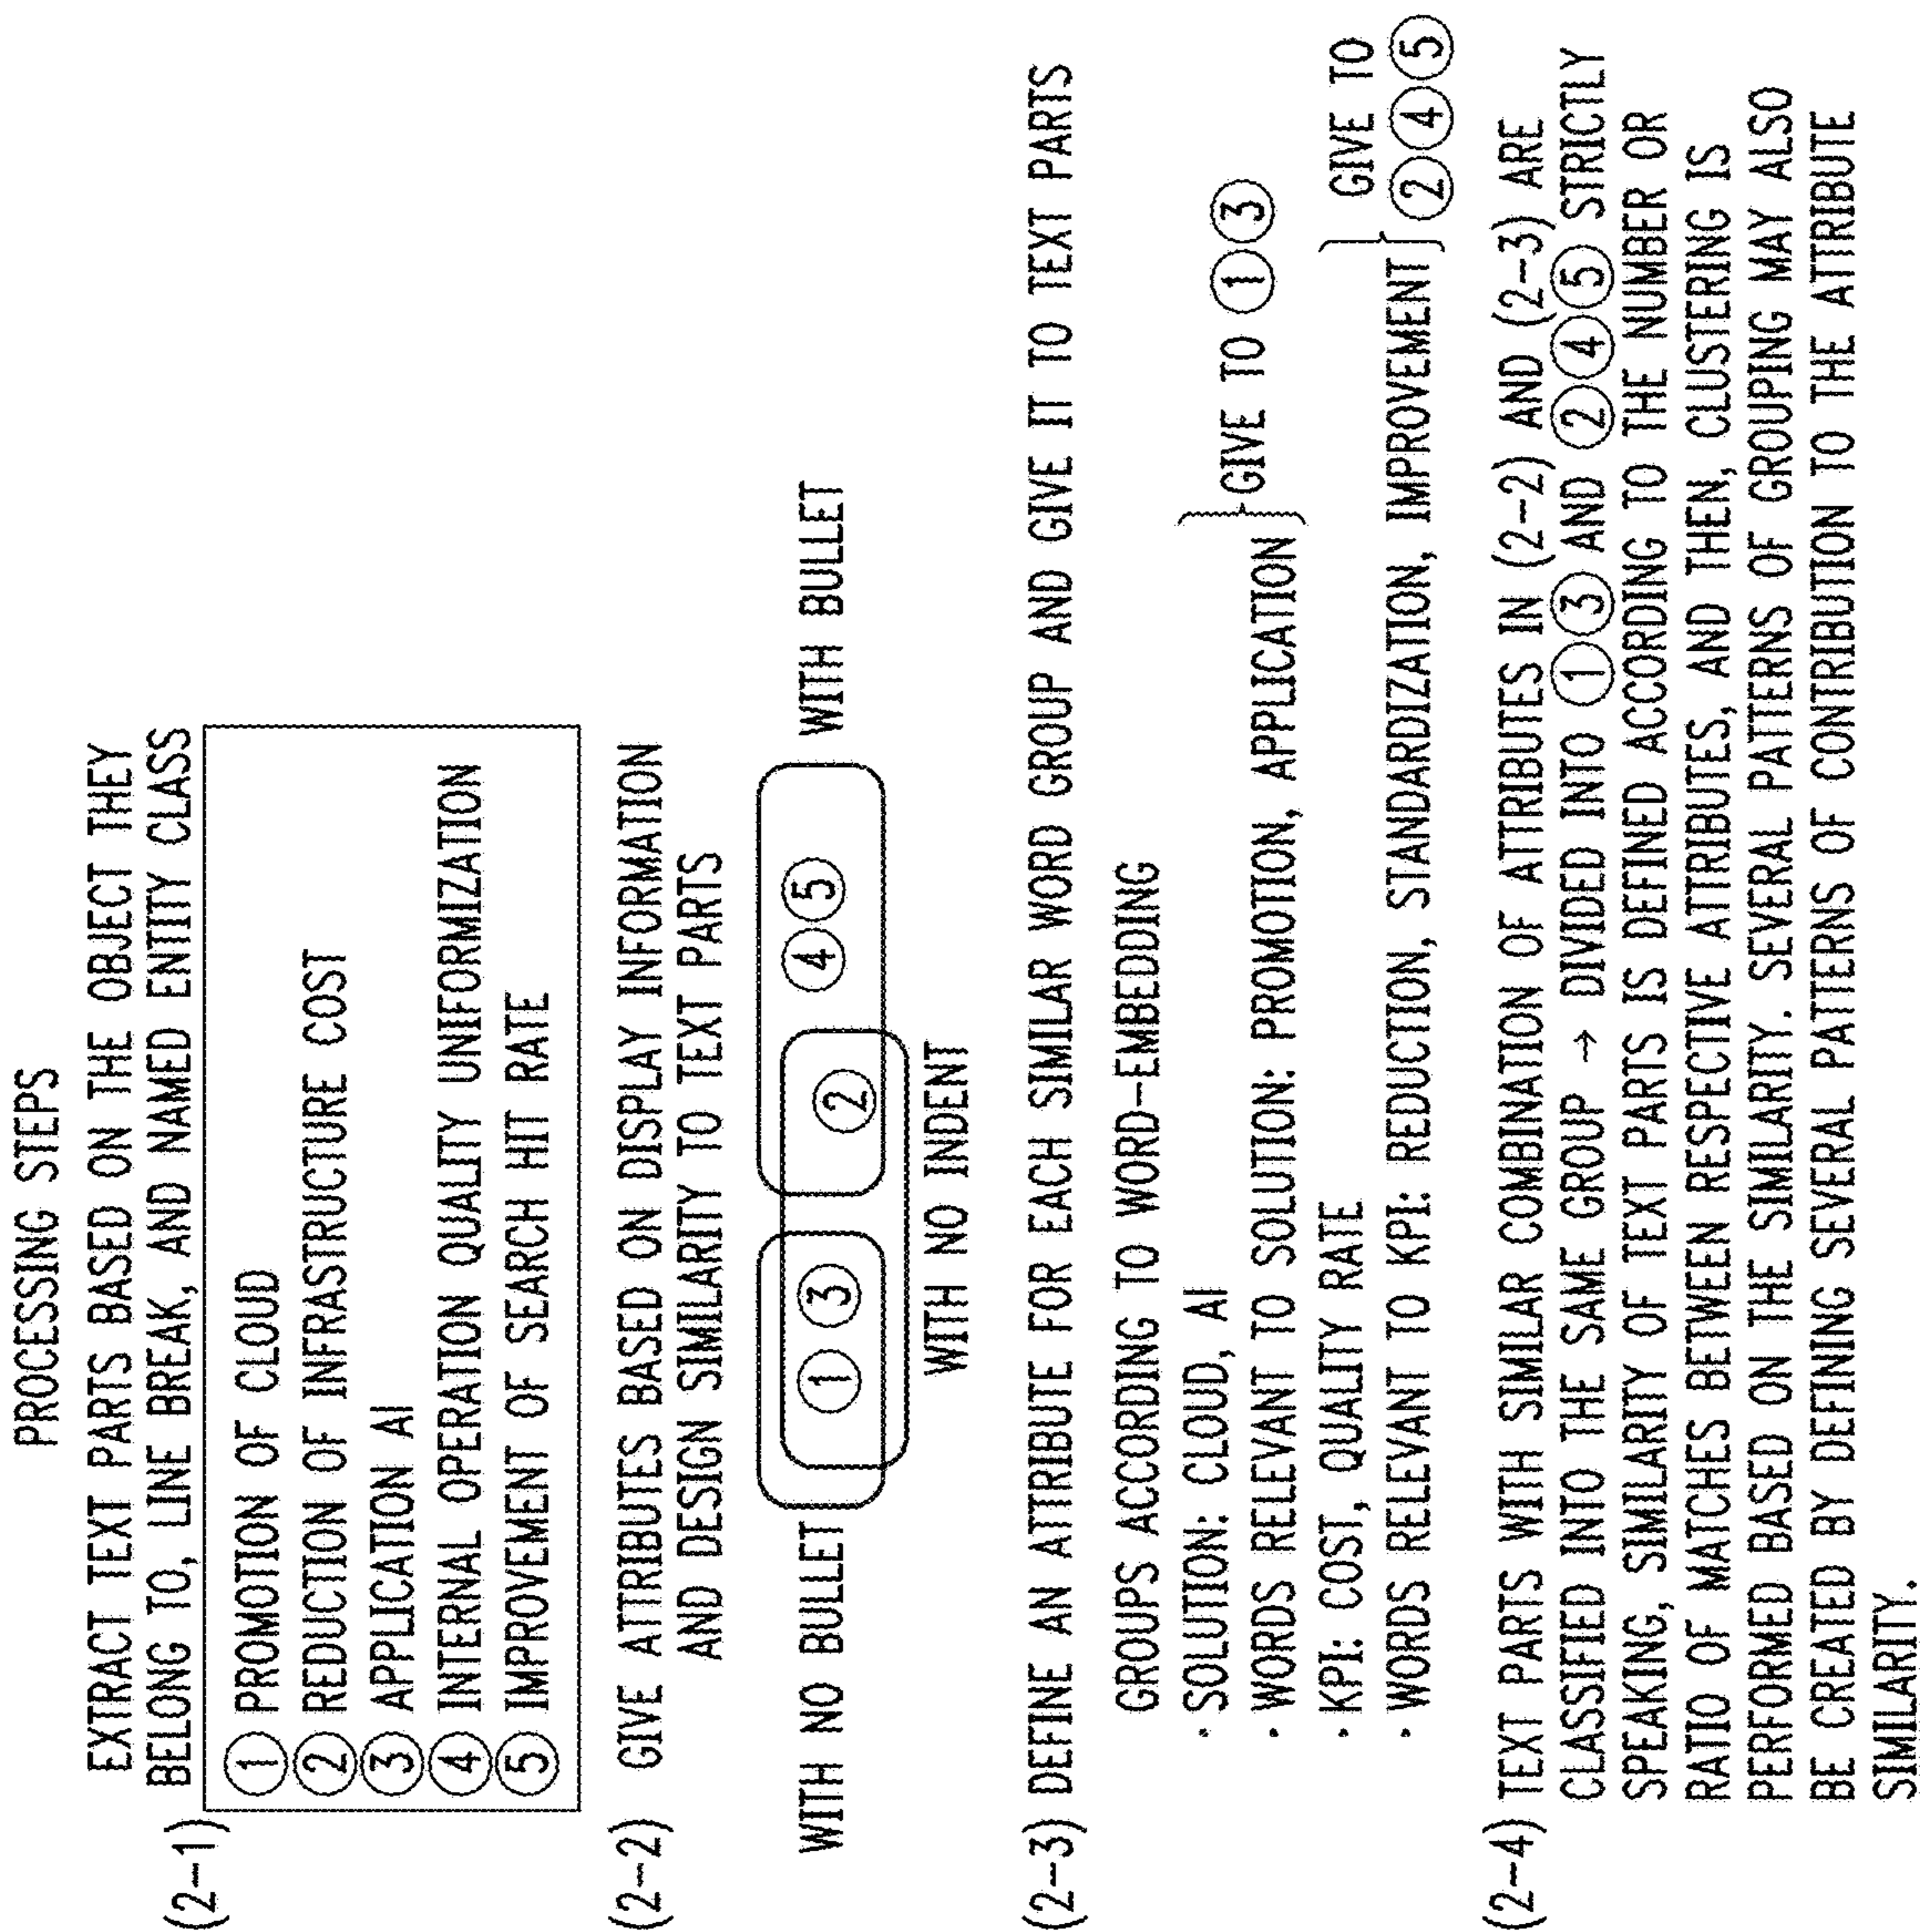 PROCESSING STEPS
EXTRACT TEXT PARTS BASED ON THE OBJECT THEY
(2-1) BELONG TO, LINE BREAK, AND NAMED ENTITY CLASS
① PROMOTION OF CLOUD
② REDUCTION OF INFRASTRUCTURE COST
③ APPLICATION AI
④ INTERNAL OPERATION QUALITY UNIFORMIZATION
⑤ IMPROVEMENT OF SEARCH HIT RATE
(2-2) GIVE ATTRIBUTES BASED ON DISPLAY INFORMATION
AND DESIGN SIMILARITY TO TEXT PARTS
WITH NO BULLET ① ③ ② ④ ⑤ WITH BULLET
WITH NO INDENT
(2-3) DEFINE AN ATTRIBUTE FOR EACH SIMILAR WORD GROUP AND GIVE IT TO TEXT PARTS
GROUPS ACCORDING TO WORD-EMBEDDING
· SOLUTION: CLOUD, AI
· WORDS RELEVANT TO SOLUTION: PROMOTION, APPLICATION
GIVE TO ① ③
· KPI: COST, QUALITY RATE
· WORDS RELEVANT TO KPI: REDUCTION, STANDARDIZATION, IMPROVEMENT
GIVE TO
② ④ ⑤
(2-4) TEXT PARTS WITH SIMILAR COMBINATION OF ATTRIBUTES IN (2-2) AND (2-3) ARE
CLASSIFIED INTO THE SAME GROUP → DIVIDED INTO ① ③ AND ② ④ ⑤ STRICTLY
SPEAKING, SIMILARITY OF TEXT PARTS IS DEFINED ACCORDING TO THE NUMBER OR
RATIO OF MATCHES BETWEEN RESPECTIVE ATTRIBUTES, AND THEN, CLUSTERING IS
PERFORMED BASED ON THE SIMILARITY. SEVERAL PATTERNS OF GROUPING MAY ALSO
BE CREATED BY DEFINING SEVERAL PATTERNS OF CONTRIBUTION TO THE ATTRIBUTE
SIMILARITY.